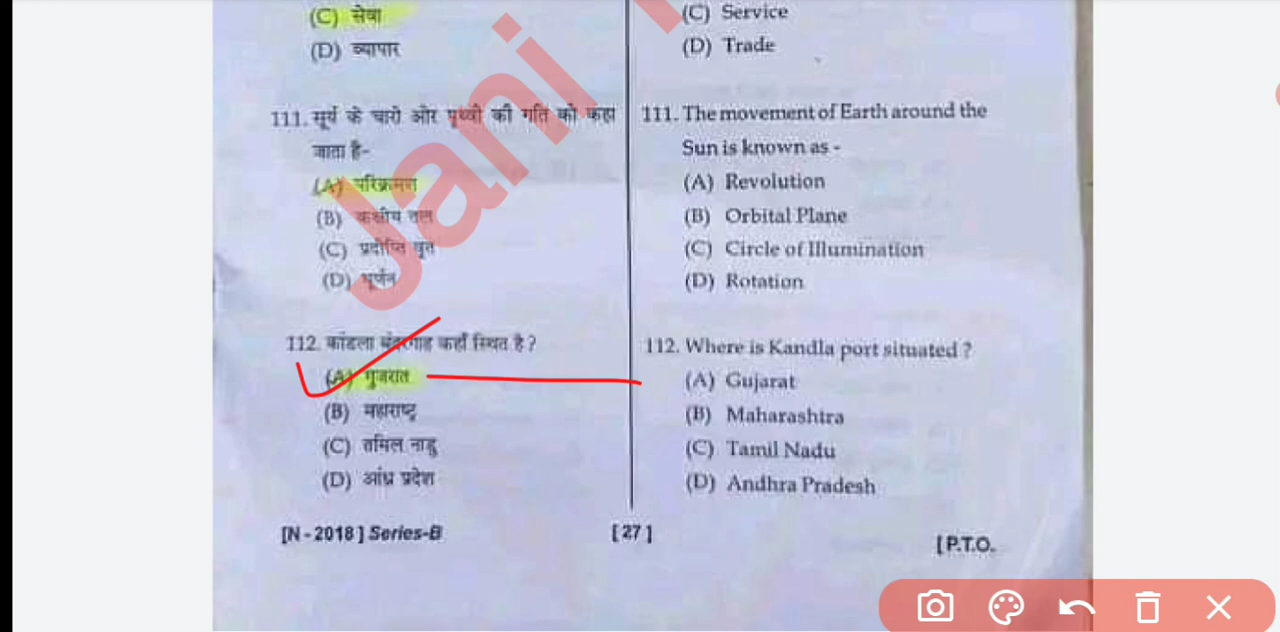 (C) सेवा
(D) व्यापार
111. सूर्य के चारो ओर पृथ्वी की गति को कहा
जाता है-
(A) परिक्रमण
(B) कक्षीय तल
(C) प्रदीप्ति वृत
(D) घूर्णन
112. कांडला बंदरगाह कहाँ स्थित है ?
(A) गुजरात
(B) महाराष्ट्र
(C) तमिल नाडु
(D) आंध्र प्रदेश
[N - 2018] Series-B
(C) Service
(D) Trade
111. The movement of Earth around the
Sun is known as -
(A) Revolution
(B) Orbital Plane
(C) Circle of Illumination
(D) Rotation
112. Where is Kandla port situated ?
(A) Gujarat
(B) Maharashtra
(C) Tamil Nadu
(D) Andhra Pradesh
[ 27 ]
[ P.T.O.
Jani